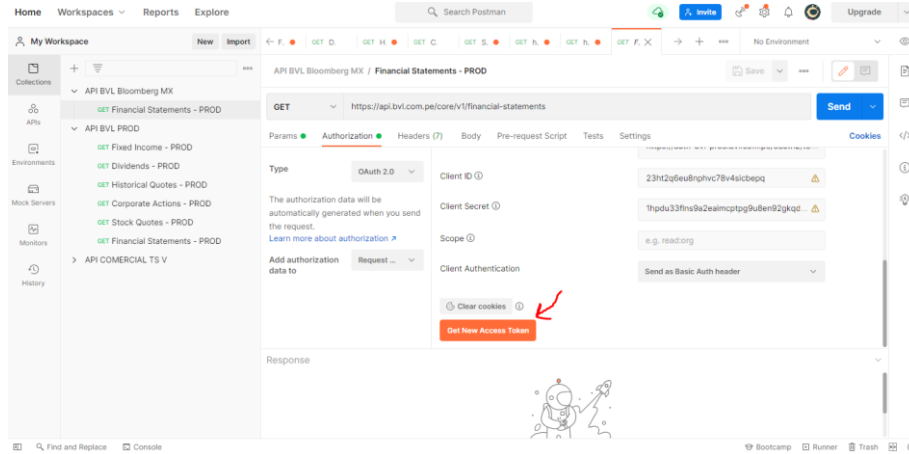 Home Workspaces Reports Explore Search Postman Invite Upgrade
My Workspace New Import GET D. GET H. GET C. GET S. GET h. GET h. GET F. No Environment
Collections
APIs
Environments
Mock Servers
Monitors
History
API BVL Bloomberg MX
GET Financial Statements - PROD
API BVL PROD
GET Fixed Income - PROD
GET Dividends - PROD
GET Historical Quotes - PROD
GET Corporate Actions - PROD
GET Stock Quotes - PROD
GET Financial Statements - PROD
API COMERCIAL TS V
API BVL Bloomberg MX / Financial Statements - PROD Save
GET https://api.bvl.com.pe/core/v1/financial-statements Send
Params Authorization Headers (7) Body Pre-request Script Tests Settings Cookies
Type OAuth 2.0
The authorization data will be
automatically generated when you send
the request.
Learn more about authorization
Add authorization
data to
Request ...
Client ID 23ht2q6eu8nphvc78v4sicbepq
Client Secret
Scope e.g. read:org
Client Authentication Send as Basic Auth header
Clear cookies
Get New Access Token
Response
Find and Replace Console Bootcamp Runner Trash